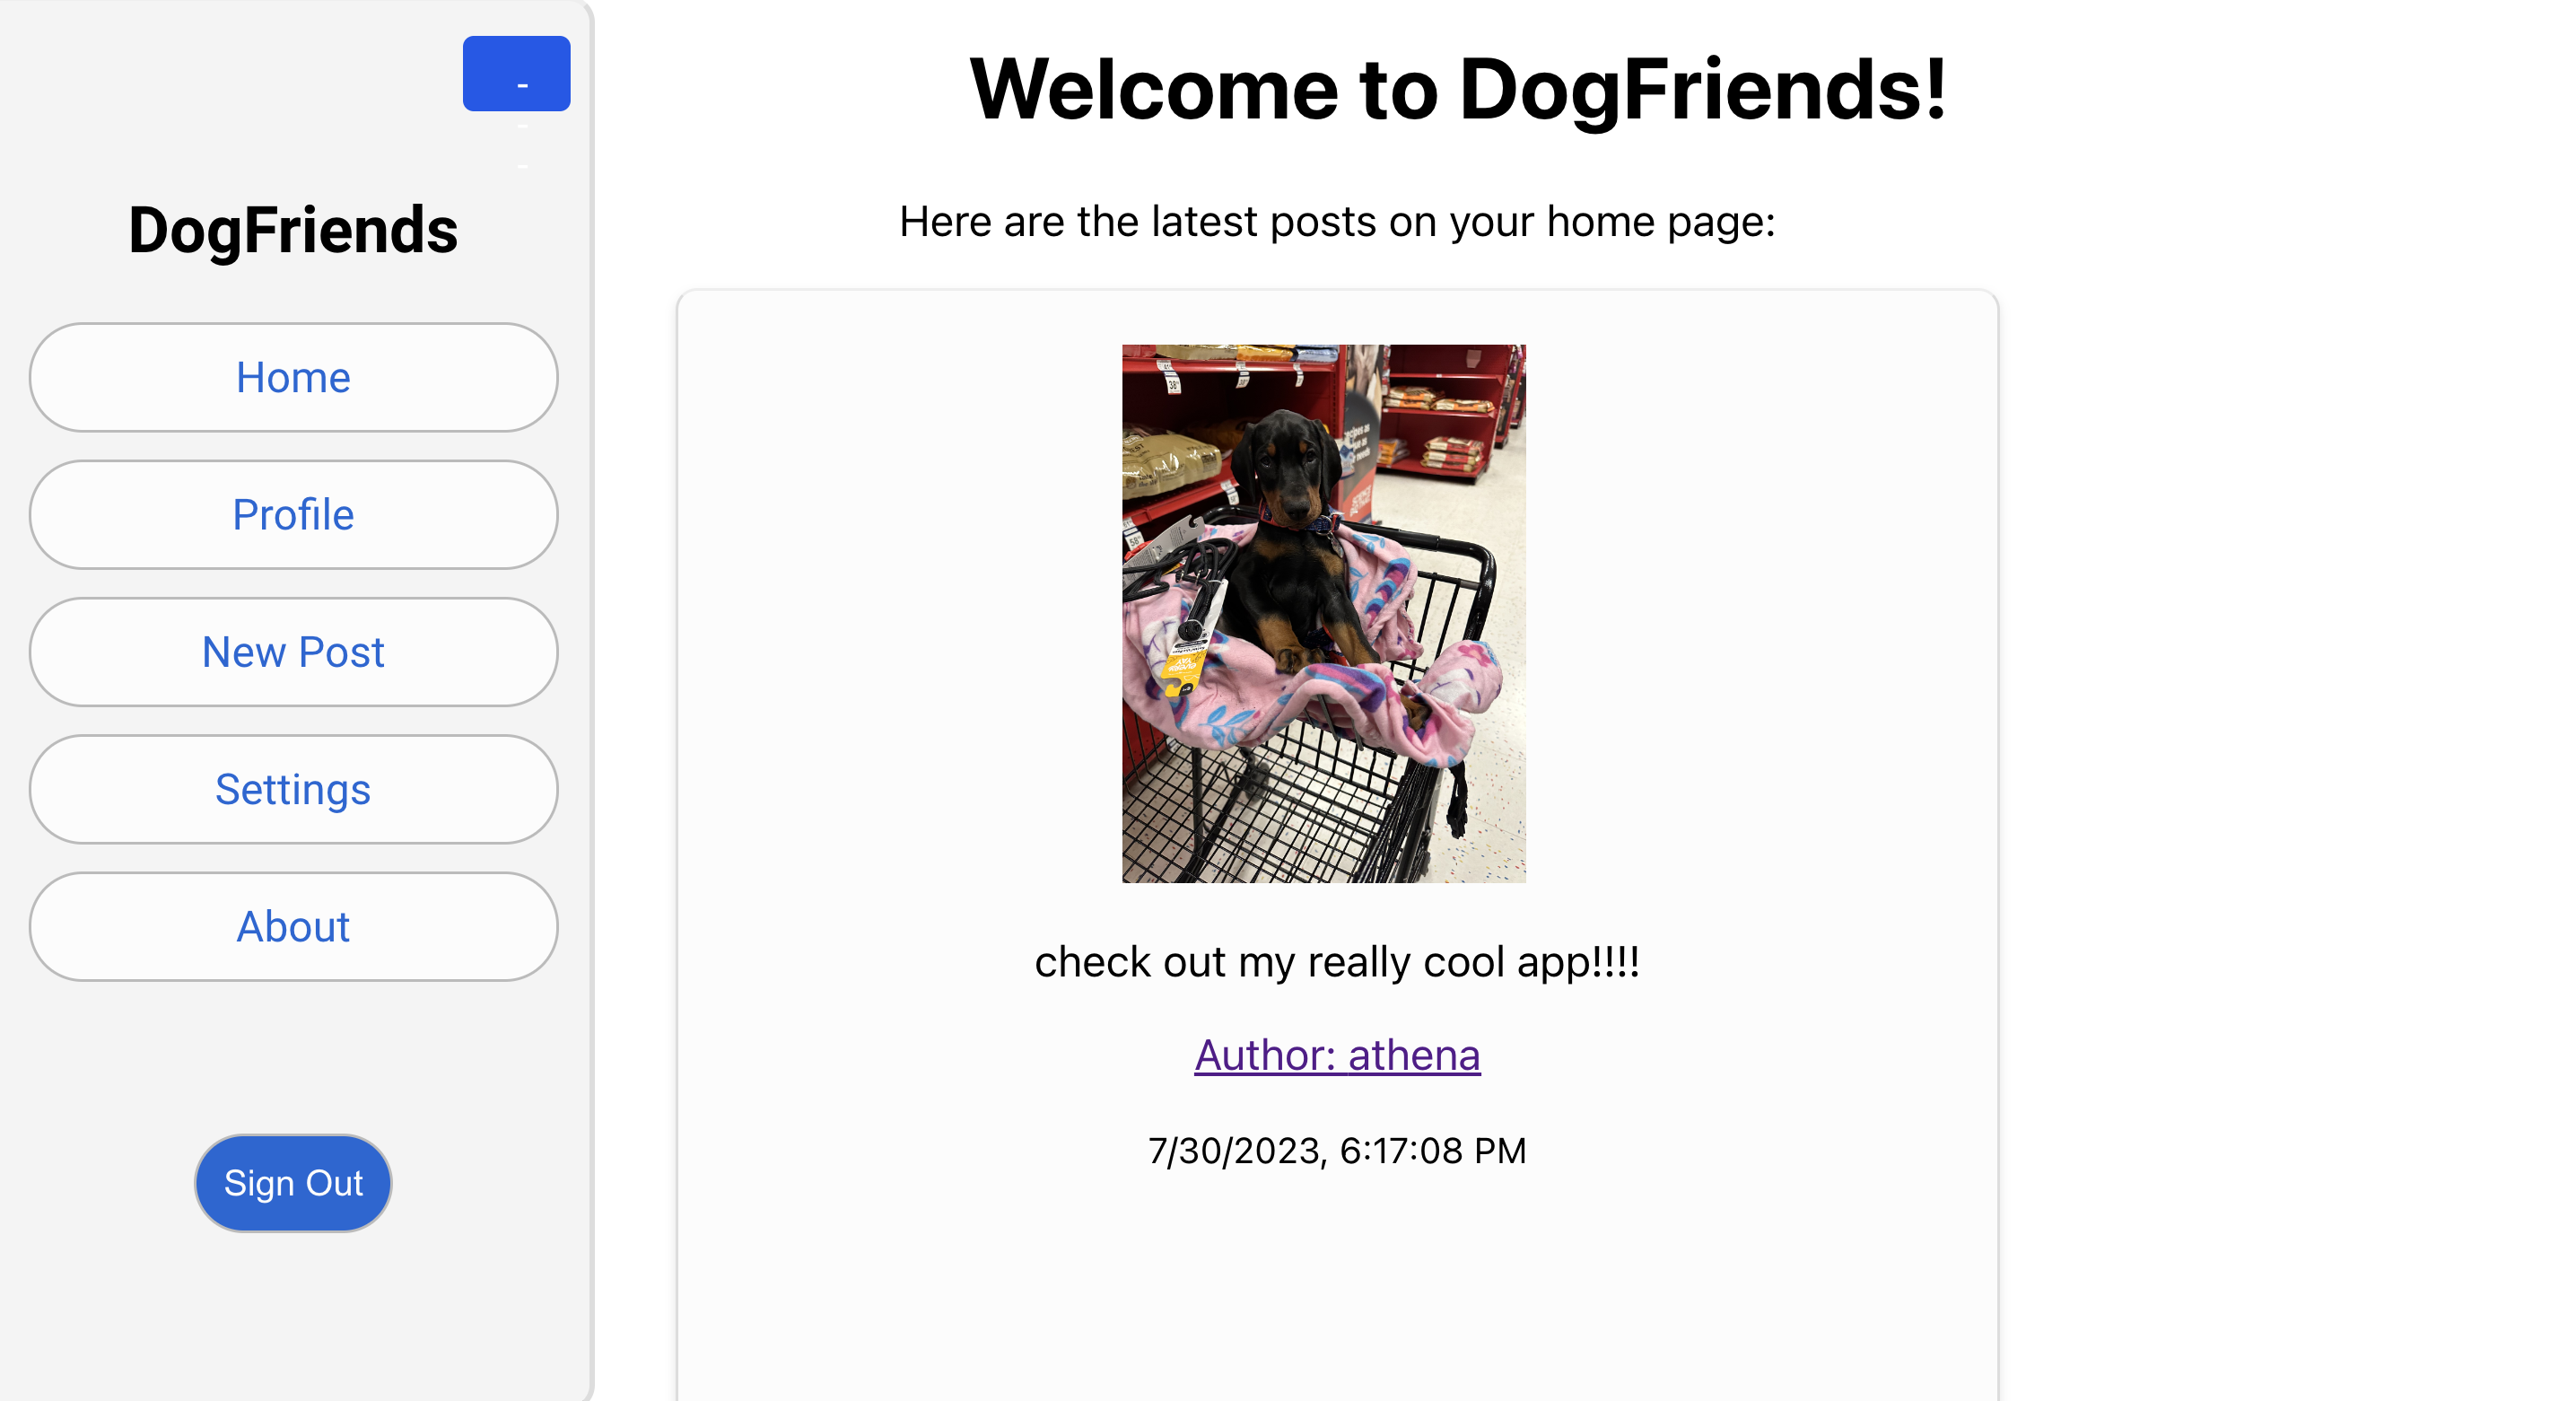 -
-
-
DogFriends
Home
Profile
New Post
Settings
About
Sign Out
Welcome to DogFriends!
Here are the latest posts on your home page:
check out my really cool app!!!!
Author: athena
7/30/2023, 6:17:08 PM